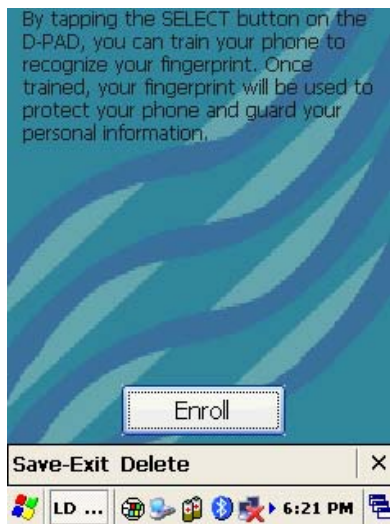 By tapping the SELECT button on the
D-PAD, you can train your phone to
recognize your fingerprint. Once
trained, your fingerprint will be used to
protect your phone and guard your
personal information.
Enroll
Save-Exit Delete
LD ... 6:21 PM